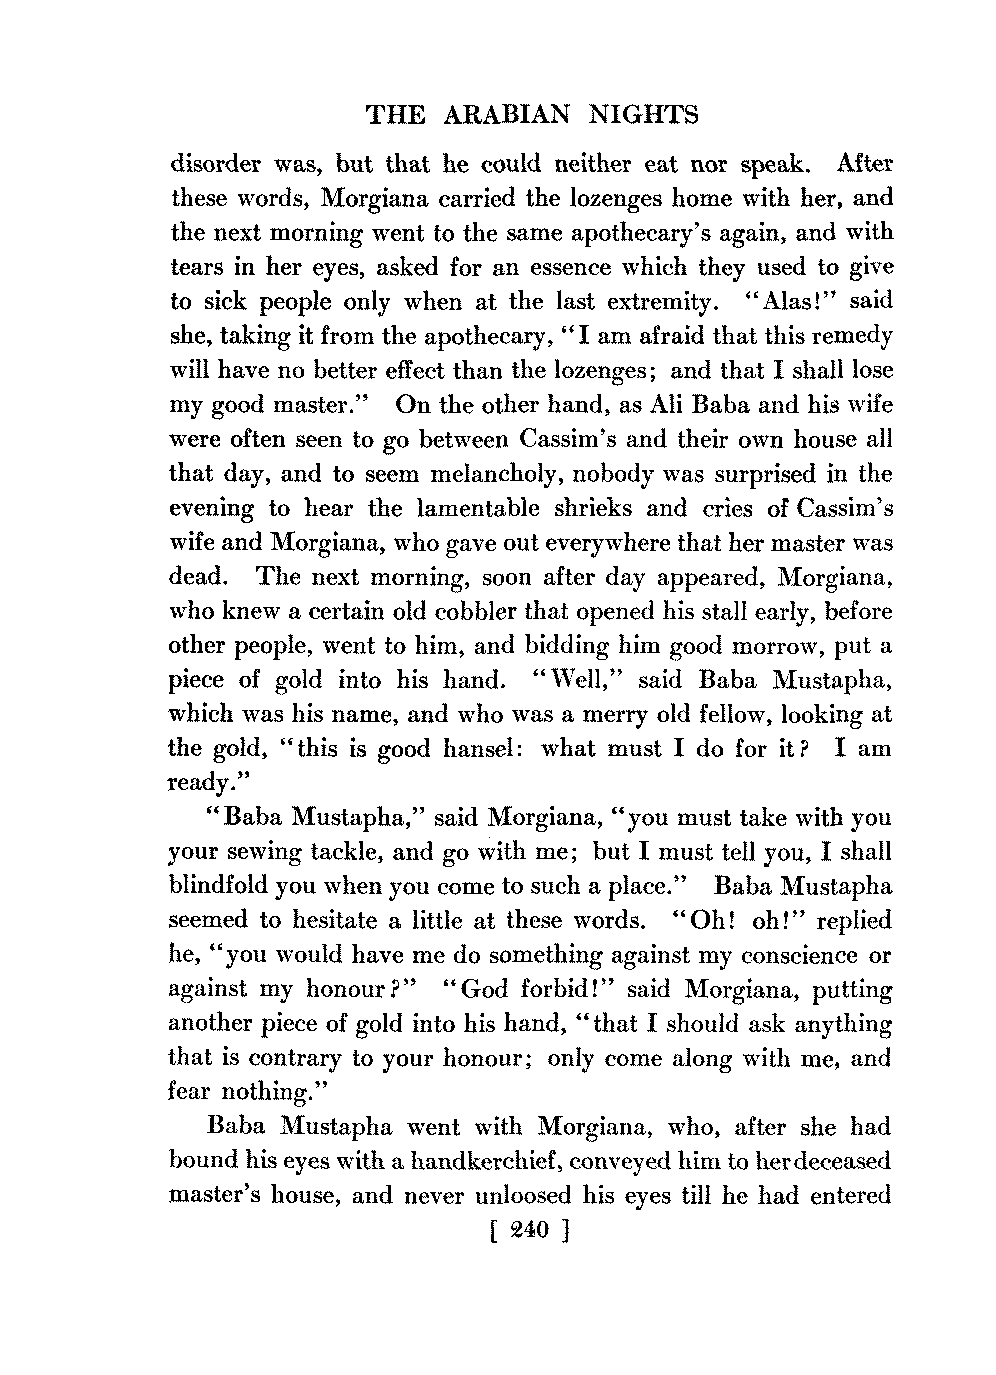 THE ARABIAN NIGHTS
disorder was, but that he could neither eat nor speak. After
these words, Morgiana carried the lozenges home with her, and
the next morning went to the same apothecary's again, and with
tears in her eyes, asked for an essence which they used to give
to sick people only when at the last extremity. "Alas!" said
she, taking it from the apothecary, "I am afraid that this remedy
will have no better effect than the lozenges; and that I shall lose
my good master." On the other hand, as Ali Baba and his wife
were often seen to go between Cassim's and their own house all
that day, and to seem melancholy, nobody was surprised in the
evening to hear the lamentable shrieks and cries of Cassim's
wife and Morgiana, who gave out everywhere that her master was
dead. The next morning, soon after day appeared, Morgiana,
who knew a certain old cobbler that opened his stall early, before
other people, went to him, and bidding him good morrow, put a
piece of gold into his hand. "Well," said Baba Mustapha,
which was his name, and who was a merry old fellow, looking at
the gold, "this is good hansel: what must I do for it? I am
ready."
"Baba Mustapha," said Morgiana, "you must take with you
your sewing tackle, and go with me; but I must tell you, I shall
blindfold you when you come to such a place." Baba Mustapha
seemed to hesitate a little at these words. "Oh! oh!" replied
he, "you would have me do something against my conscience or
against my honour?" "God forbid!" said Morgiana, putting
another piece of gold into his hand, "that I should ask anything
that is contrary to your honour; only come along with me, and
fear nothing."
Baba Mustapha went with Morgiana, who, after she had
bound his eyes with a handkerchief, conveyed him to her deceased
master's house, and never unloosed his eyes till he had entered
[ 240 ]